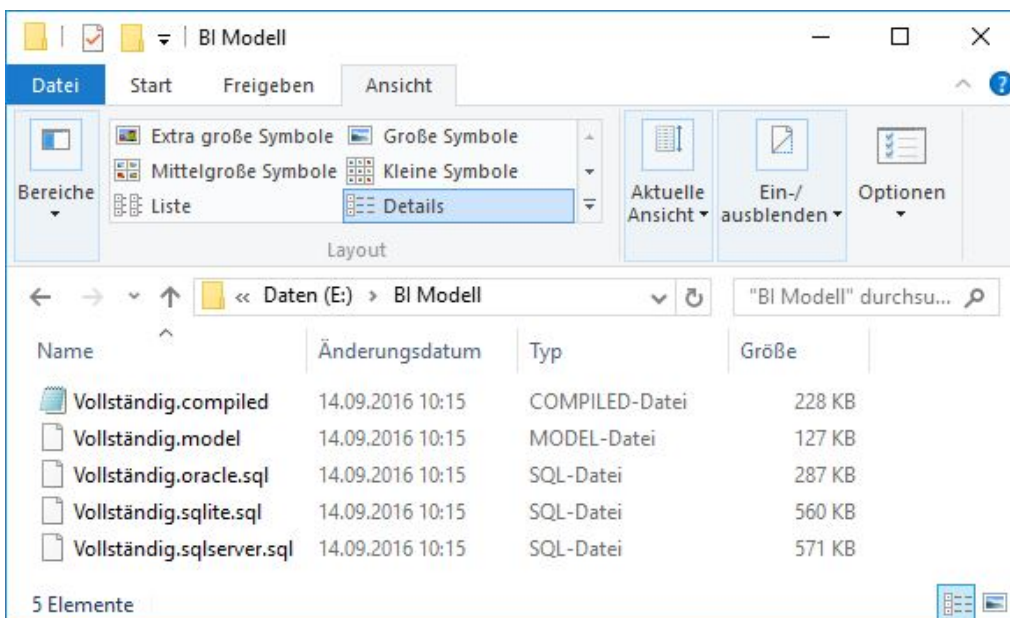 BI Modell
Datei Start Freigeben Ansicht
Extra große Symbole Große Symbole
Mittelgroße Symbole Kleine Symbole
Liste Details
Bereiche
Layout
Aktuelle Ansicht
Ein-/ausblenden
Optionen
« Daten (E:) > BI Modell
"BI Modell" durchsu...
Name Änderungsdatum Typ Größe
Vollständig.compiled 14.09.2016 10:15 COMPILED-Datei 228 KB
Vollständig.model 14.09.2016 10:15 MODEL-Datei 127 KB
Vollständig.oracle.sql 14.09.2016 10:15 SQL-Datei 287 KB
Vollständig.sqlite.sql 14.09.2016 10:15 SQL-Datei 560 KB
Vollständig.sqlserver.sql 14.09.2016 10:15 SQL-Datei 571 KB
5 Elemente